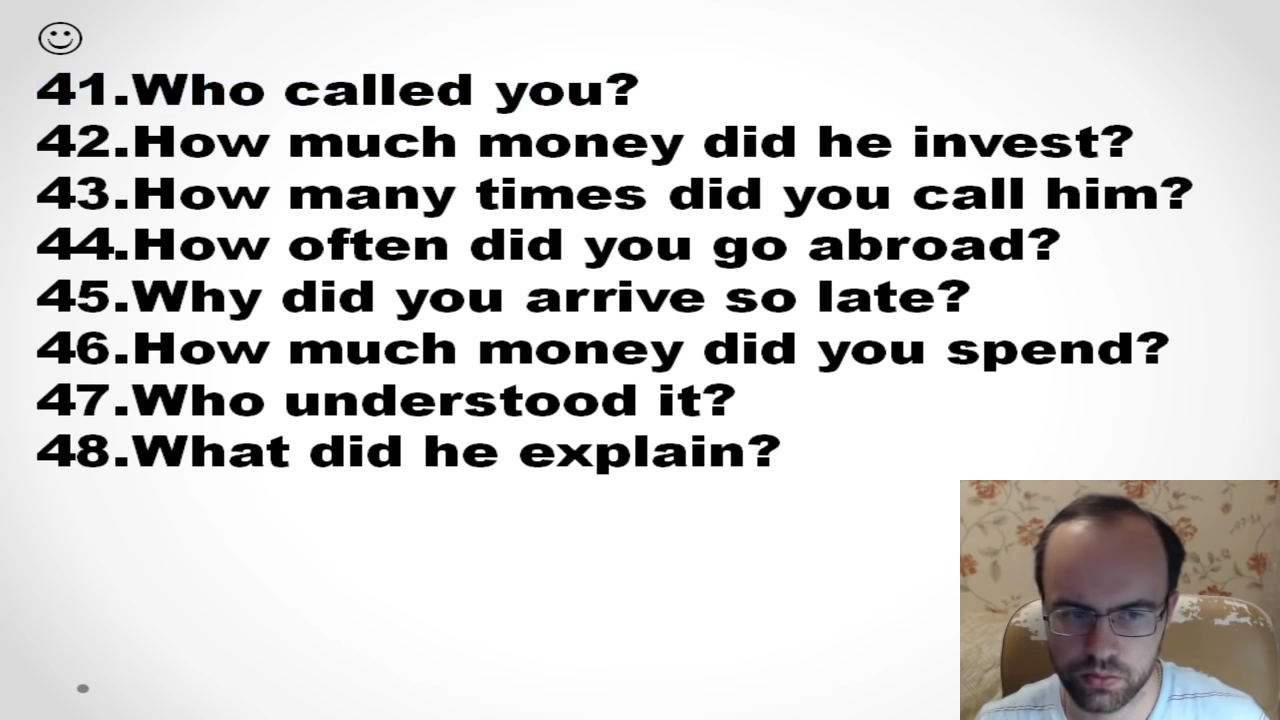 41.Who called you?
42.How much money did he invest?
43.How many times did you call him?
44.How often did you go abroad?
45.Why did you arrive so late?
46.How much money did you spend?
47.Who understood it?
48.What did he explain?